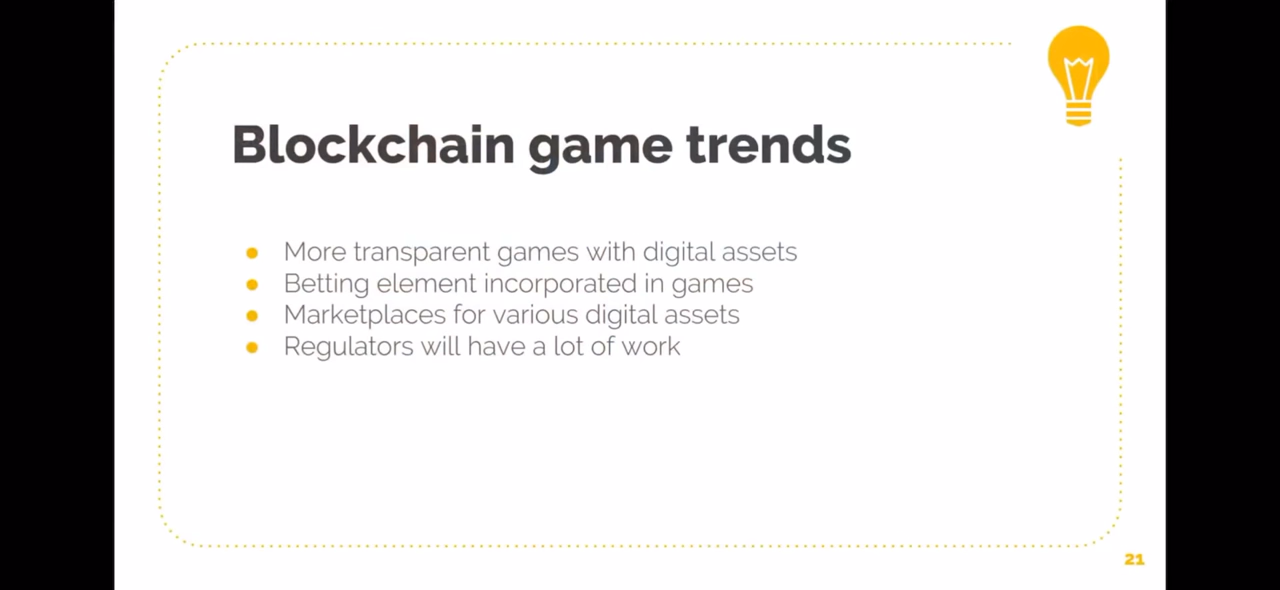 Blockchain game trends
More transparent games with digital assets
Betting element incorporated in games
Marketplaces for various digital assets
Regulators will have a lot of work
21